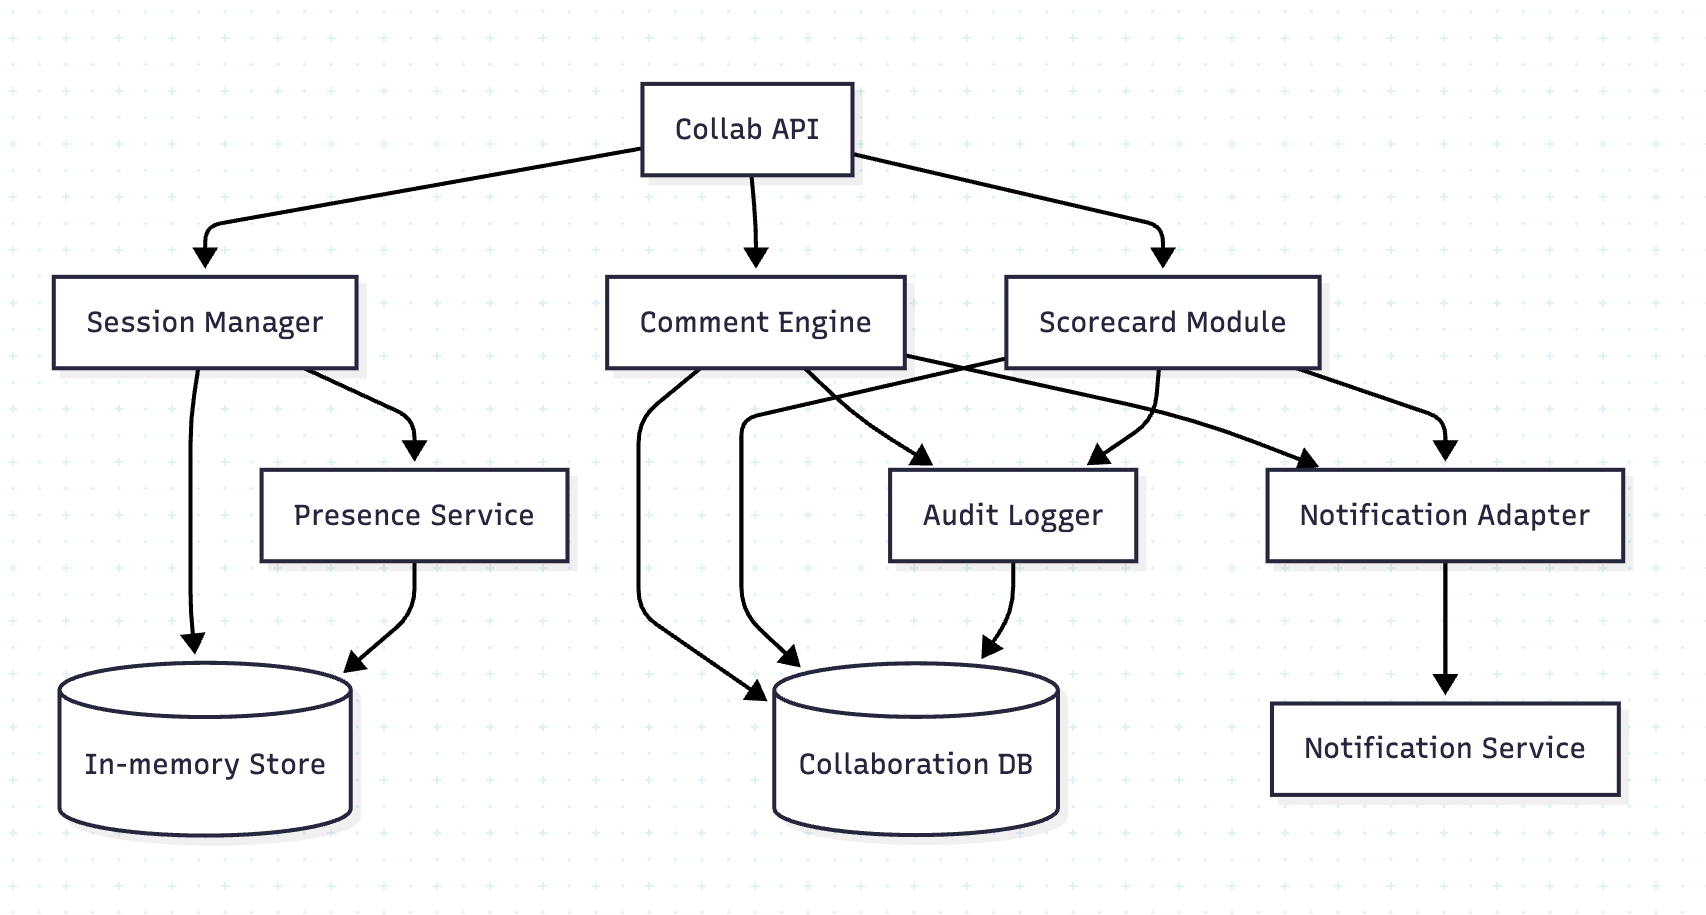 Collab API
Session Manager
Comment Engine
Scorecard Module
Presence Service
Audit Logger
Notification Adapter
In-memory Store
Collaboration DB
Notification Service